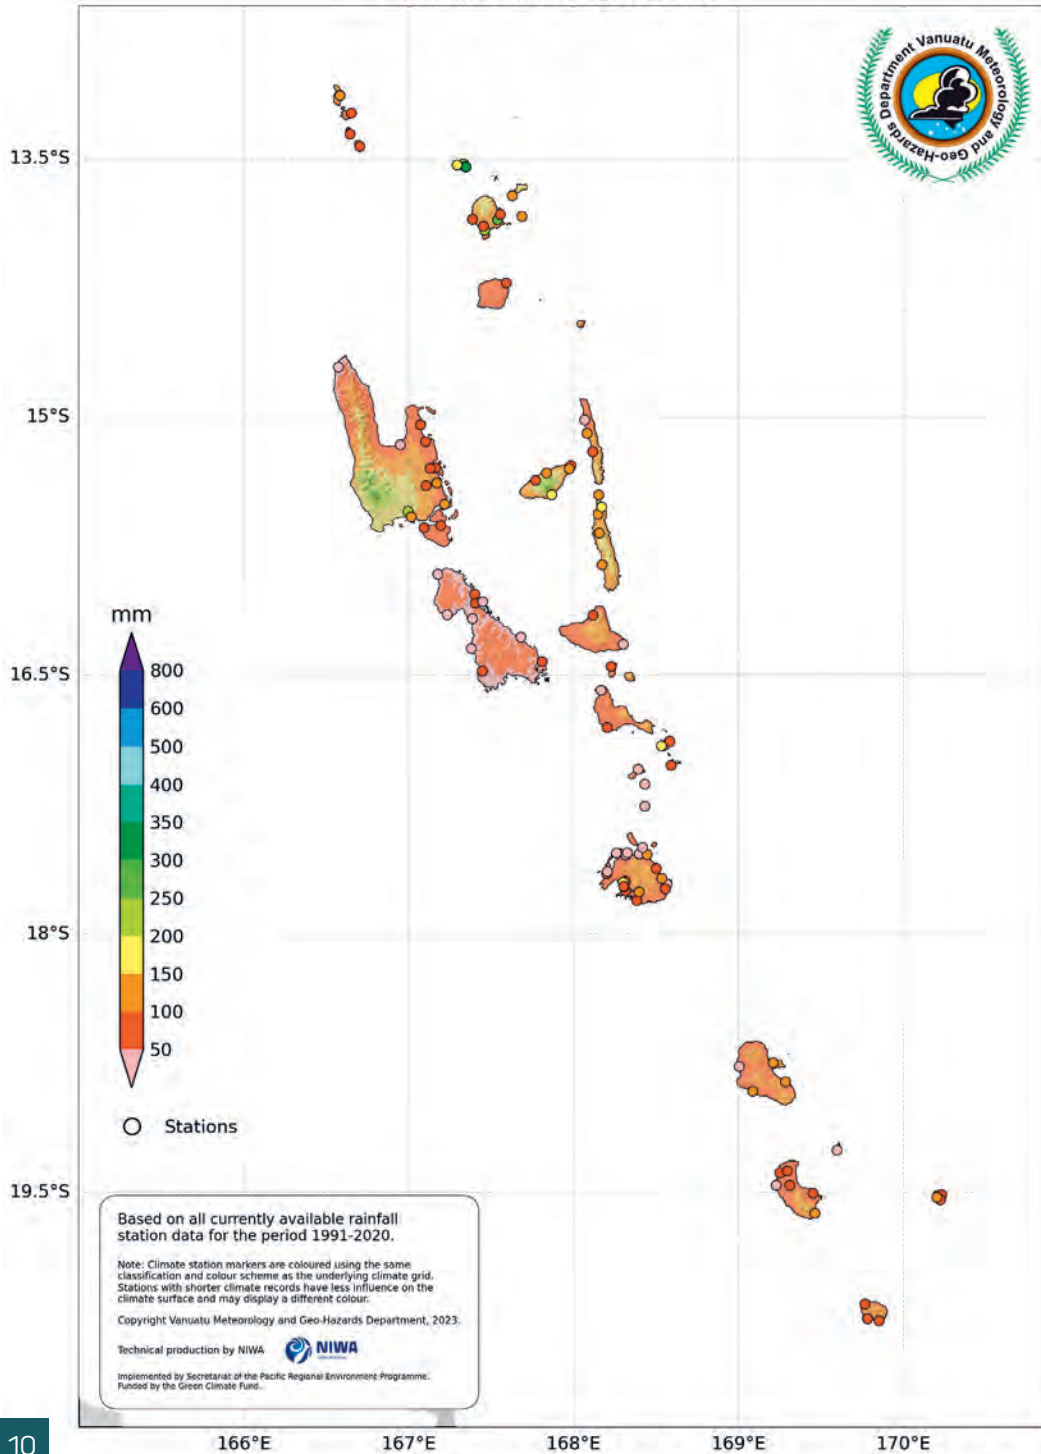 Vanuatu Meteorology and Geo-Hazards Department
13.5°S
15°S
16.5°S
18°S
19.5°S
mm
800
600
500
400
350
300
250
200
150
100
50
Stations
Based on all currently available rainfall
station data for the period 1991-2020.
Note: Climate station markers are coloured using the same
classification and colour scheme as the underlying climate grid.
Stations with shorter climate records have less influence on the
climate surface and may display a different colour.
Copyright Vanuatu Meteorology and Geo-Hazards Department, 2023.
Technical production by NIWA
NIWA
Implemented by Secretariat of the Pacific Regional Environment Programme.
Funded by the Green Climate Fund.
166°E 167°E 168°E 169°E 170°E
10